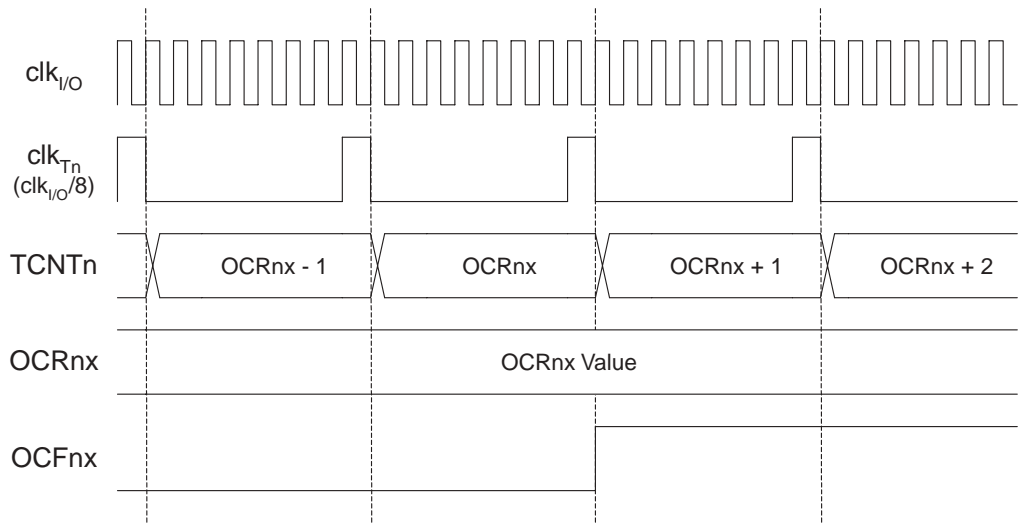 clkI/O
clkTn
(clkI/O/8)
TCNTn
OCRnx - 1
OCRnx
OCRnx + 1
OCRnx + 2
OCRnx
OCRnx Value
OCFnx